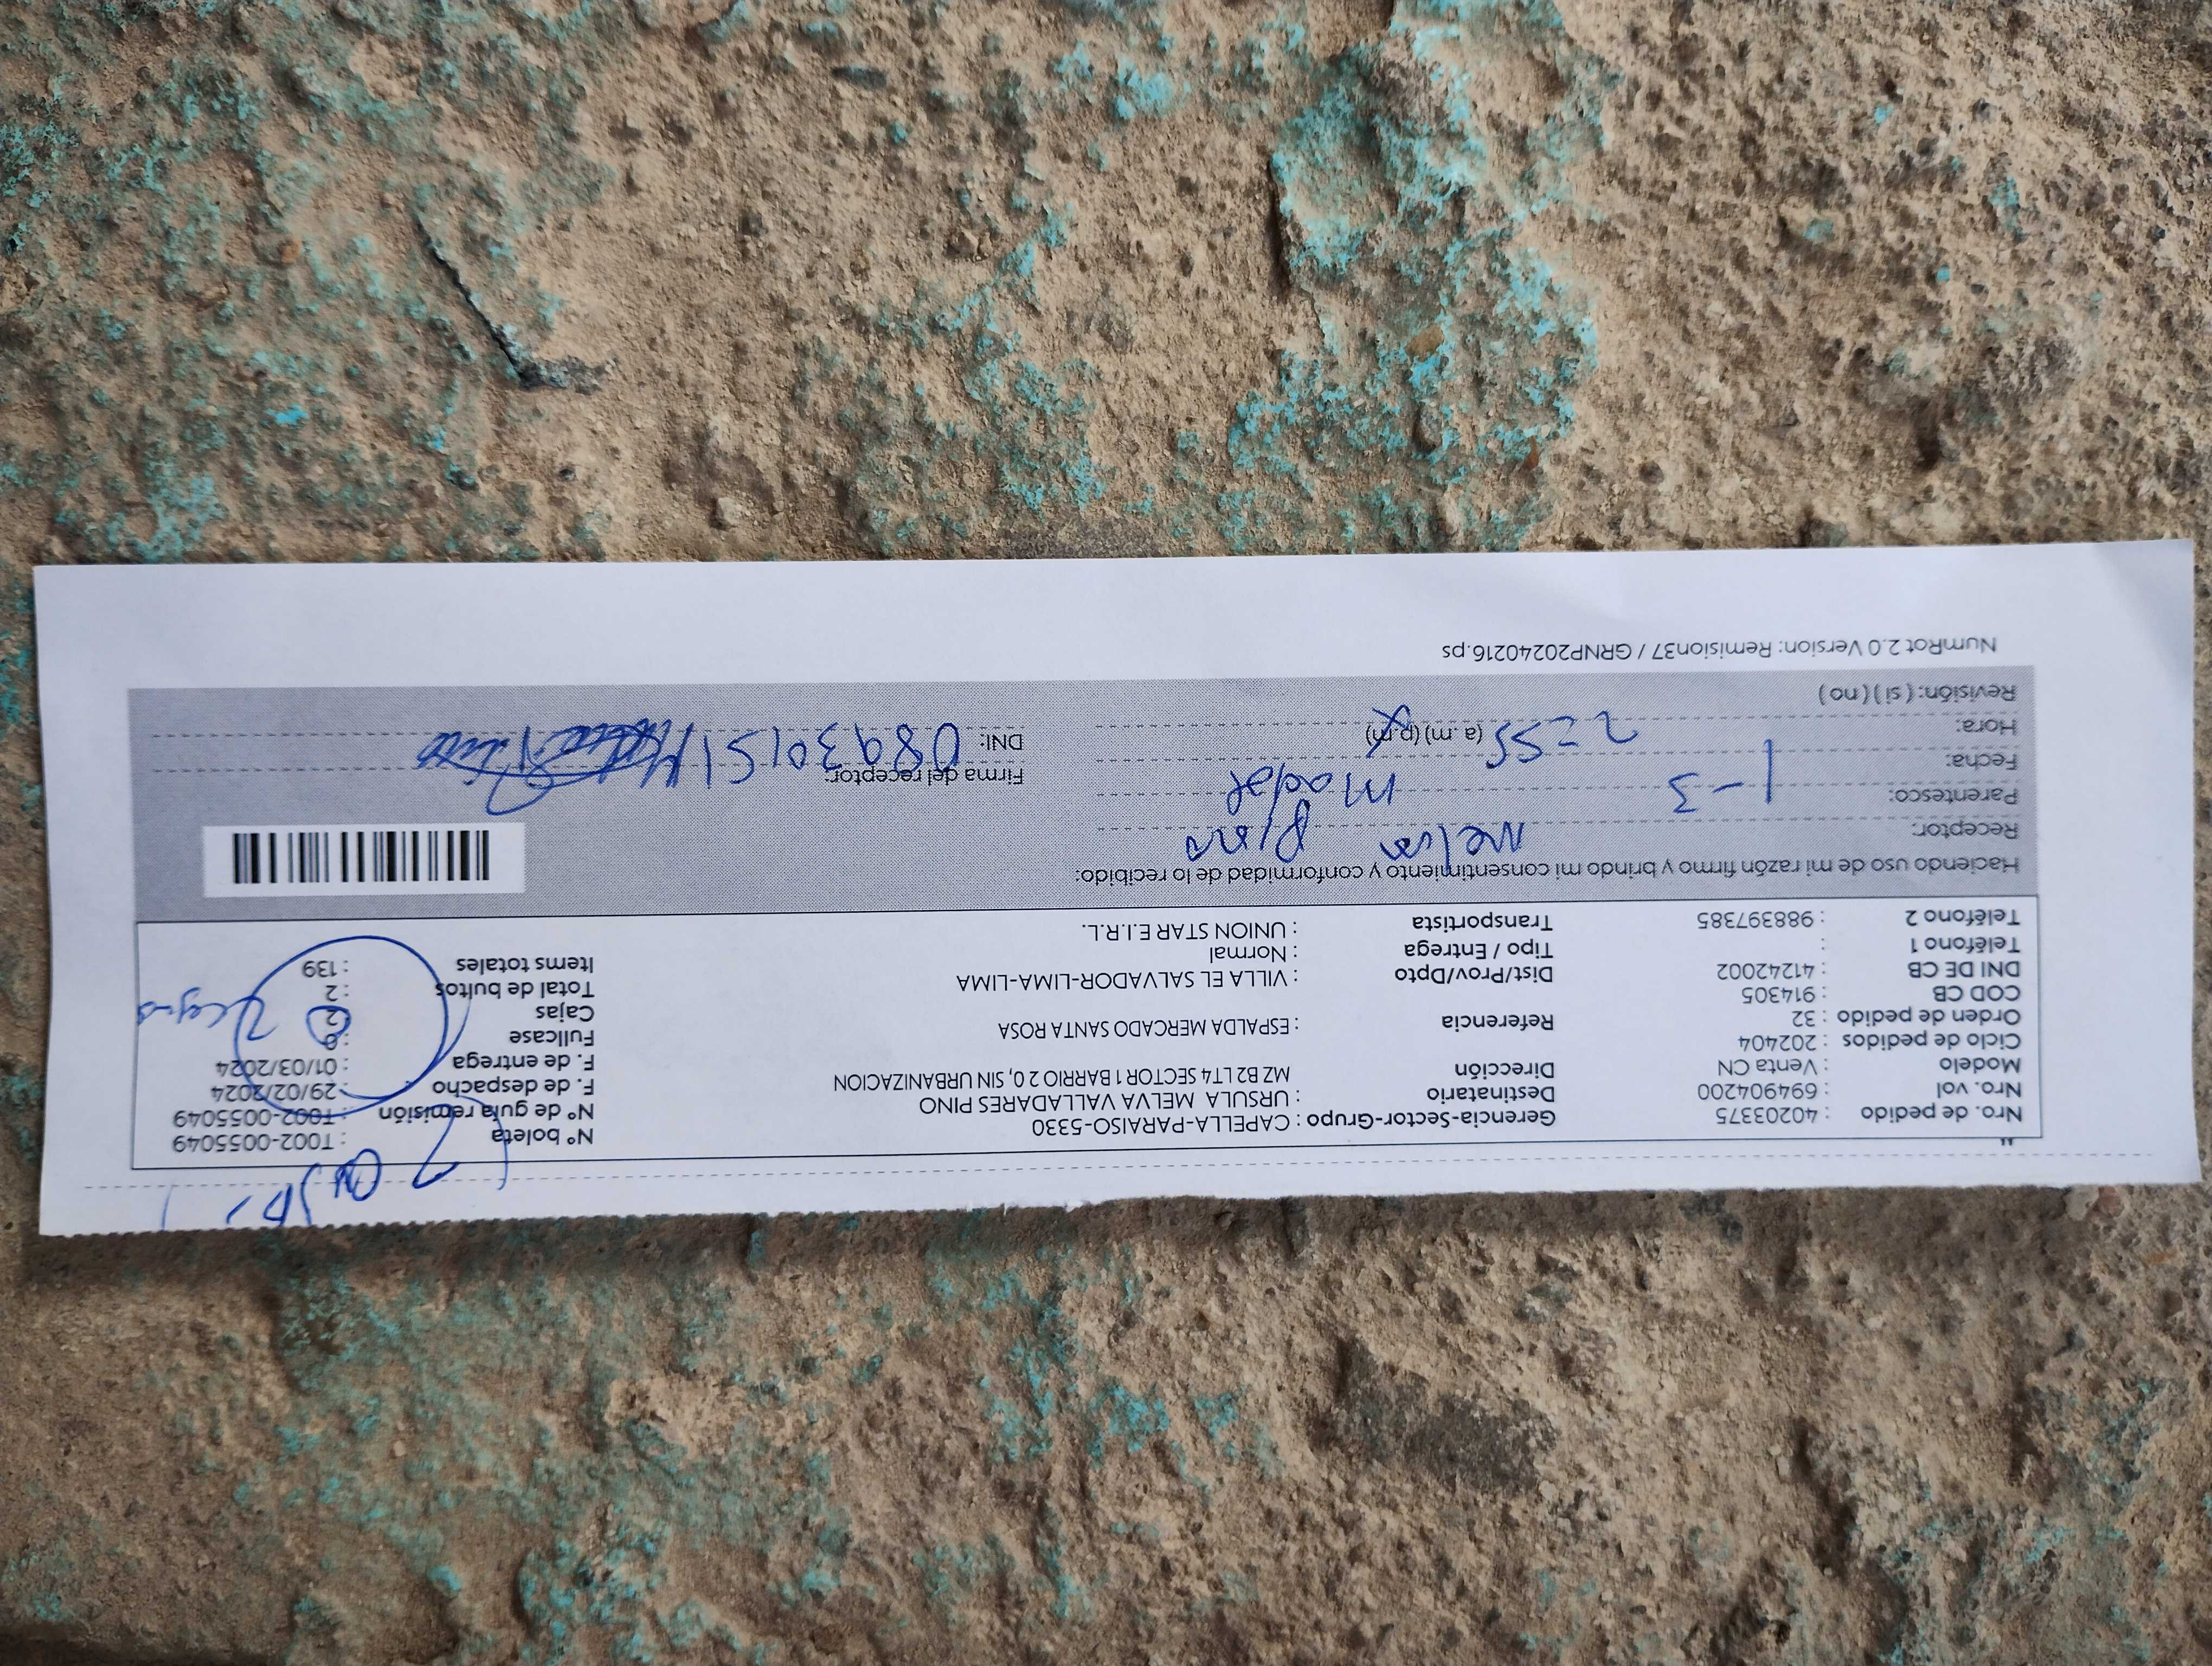 Nro. de pedido : 40203375 Gerencia-Sector-Grupo : CAPELLA-PARAISO-5330 N° boleta : T002-0055049
Nro. vol : 694904200 Destinatario : URSULA MELVA VALLADARES PINO N° de guía remisión : T002-0055049
Modelo : Venta CN Dirección MZ B2 LT4 SECTOR 1 BARRIO 2 0, SIN URBANIZACION F. de despacho : 29/02/2024
Ciclo de pedidos : 202404 F. de entrega : 01/03/2024
Orden de pedido : 32 Referencia : ESPALDA MERCADO SANTA ROSA Fullcase : 0
COD CB : 914305 Cajas : 2
DNI DE CB : 41242002 Dist/Prov/Dpto : VILLA EL SALVADOR-LIMA-LIMA Total de bultos : 2
Teléfono 1 : Tipo / Entrega : Normal Items totales : 139
Teléfono 2 : 988397385 Transportista : UNION STAR E.I.R.L.
Haciendo uso de mi razón firmo y brindo mi consentimiento y conformidad de lo recibido:
Receptor: Melva Pino
Parentesco: Madre
Fecha: 1-3 Firma del receptor:
Hora: 2=55 (a.m) (p.m) DNI: 08930151
Revisión: ( si ) ( no )
NumRot 2.0 Version: Remision37 / GRNP20240216.ps